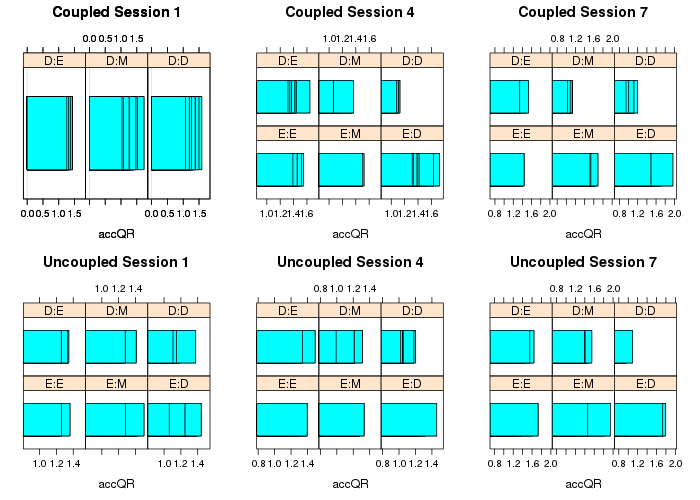 Coupled Session 1
0.0 0.5 1.0 1.5
D:E D:M D:D
0.0 0.5 1.0 1.5 0.0 0.5 1.0 1.5
accQR
Coupled Session 4
1.0 1.2 1.4 1.6
D:E D:M D:D
E:E E:M E:D
1.0 1.2 1.4 1.6 1.0 1.2 1.4 1.6
accQR
Coupled Session 7
0.8 1.2 1.6 2.0
D:E D:M D:D
E:E E:M E:D
0.8 1.2 1.6 2.0 0.8 1.2 1.6 2.0
accQR
Uncoupled Session 1
1.0 1.2 1.4
D:E D:M D:D
E:E E:M E:D
1.0 1.2 1.4 1.0 1.2 1.4
accQR
Uncoupled Session 4
0.8 1.0 1.2 1.4
D:E D:M D:D
E:E E:M E:D
0.8 1.0 1.2 1.4 0.8 1.0 1.2 1.4
accQR
Uncoupled Session 7
0.8 1.2 1.6 2.0
D:E D:M D:D
E:E E:M E:D
0.8 1.2 1.6 2.0 0.8 1.2 1.6 2.0
accQR